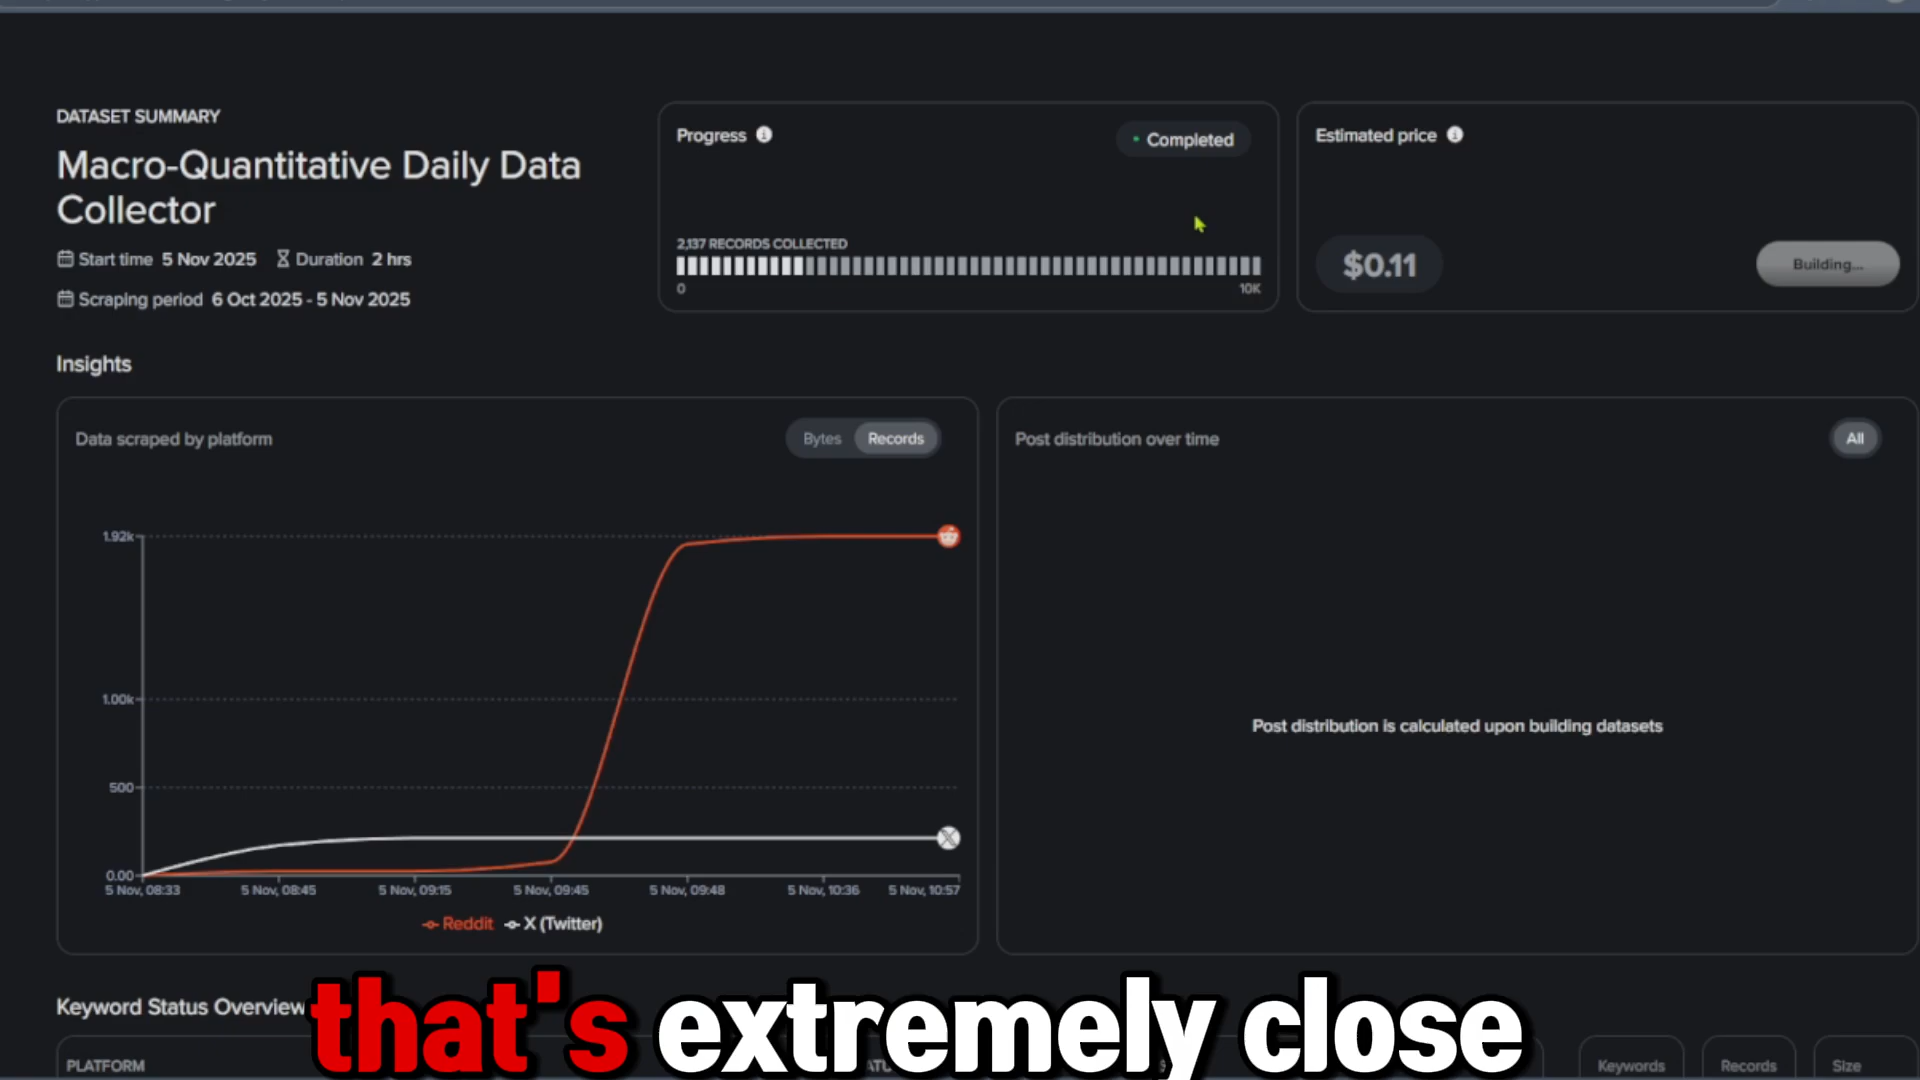 DATASET SUMMARY
Macro-Quantitative Daily Data
Collector
Start time 5 Nov 2025 Duration 2 hrs
Scraping period 6 Oct 2025 - 5 Nov 2025
Progress
Completed
2,137 RECORDS COLLECTED
0 10K
Estimated price
$0.11
Building...
Insights
Data scraped by platform
Bytes Records
1.92k
1.00k
500
0.00
5 Nov, 08:33 5 Nov, 08:45 5 Nov, 09:15 5 Nov, 09:45 5 Nov, 09:48 5 Nov, 10:36 5 Nov, 10:57
Reddit X (Twitter)
Post distribution over time
All
Post distribution is calculated upon building datasets
Keyword Status Overview
that's extremely close
PLATFORM
Keywords Records Size